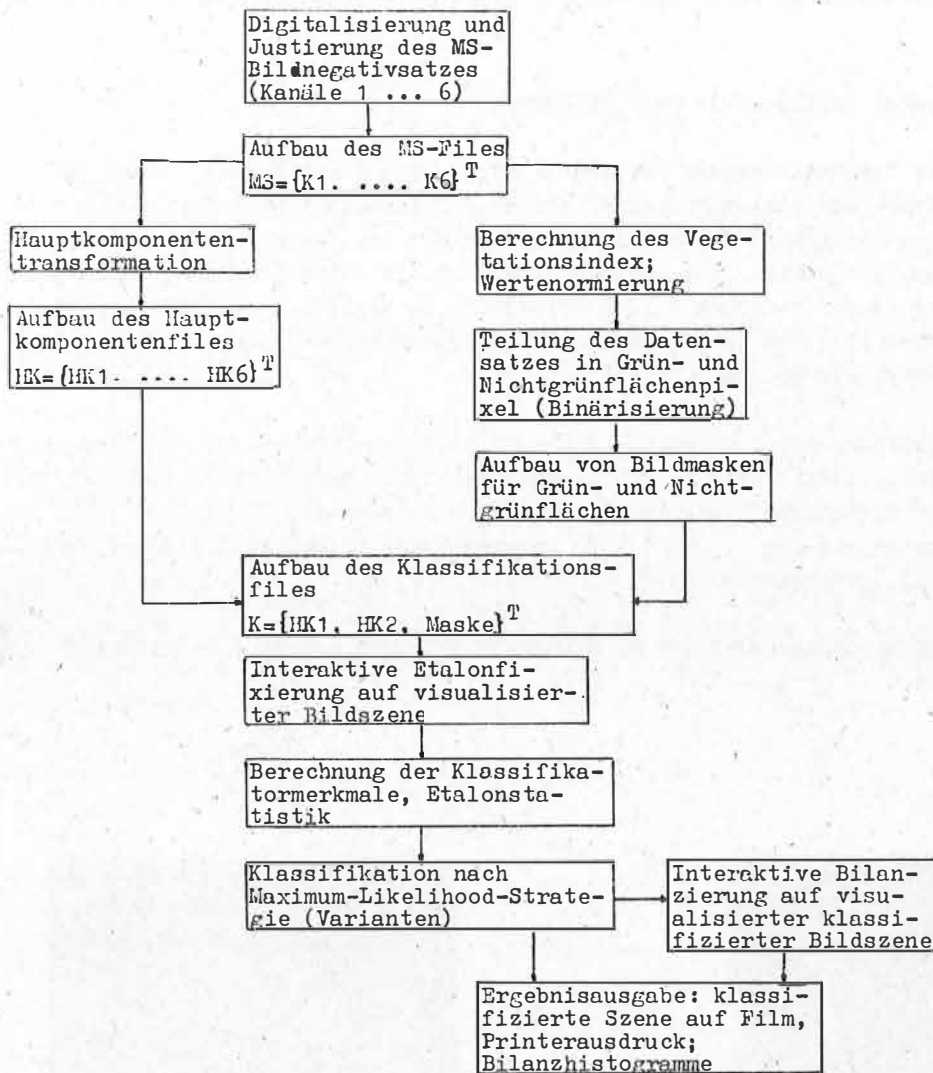 Digitalisierung und
Justierung des MS-
Bildnegativsatzes
(Kanäle 1 ... 6)
Aufbau des MS-Files
MS={K1. .... K6}T
Hauptkomponenten-
transformation
Aufbau des Haupt-
komponentenfiles
HK={HK1. .... HK6}T
Berechnung des Vege-
tationsindex;
Wertenormierung
Teilung des Daten-
satzes in Grün- und
Nichtgrünflächenpi-
xel (Binärisierung)
Aufbau von Bildmasken
für Grün- und Nicht-
grünflächen
Aufbau des Klassifikations-
files
K={HK1, HK2, Maske}T
Interaktive Etalonfi-
xierung auf visualisier-
ter Bildszene
Berechnung der Klassifika-
tormerkmale, Etalonsta-
tistik
Klassifikation nach
Maximum-Likelihood-Strate-
gie (Varianten)
Interaktive Bilan-
zierung auf visu-
alisierter klassi-
fizierter Bildszene
Ergebnisausgabe: klassi-
fizierte Szene auf Film,
Printerausdruck;
Bilanzhistogramme